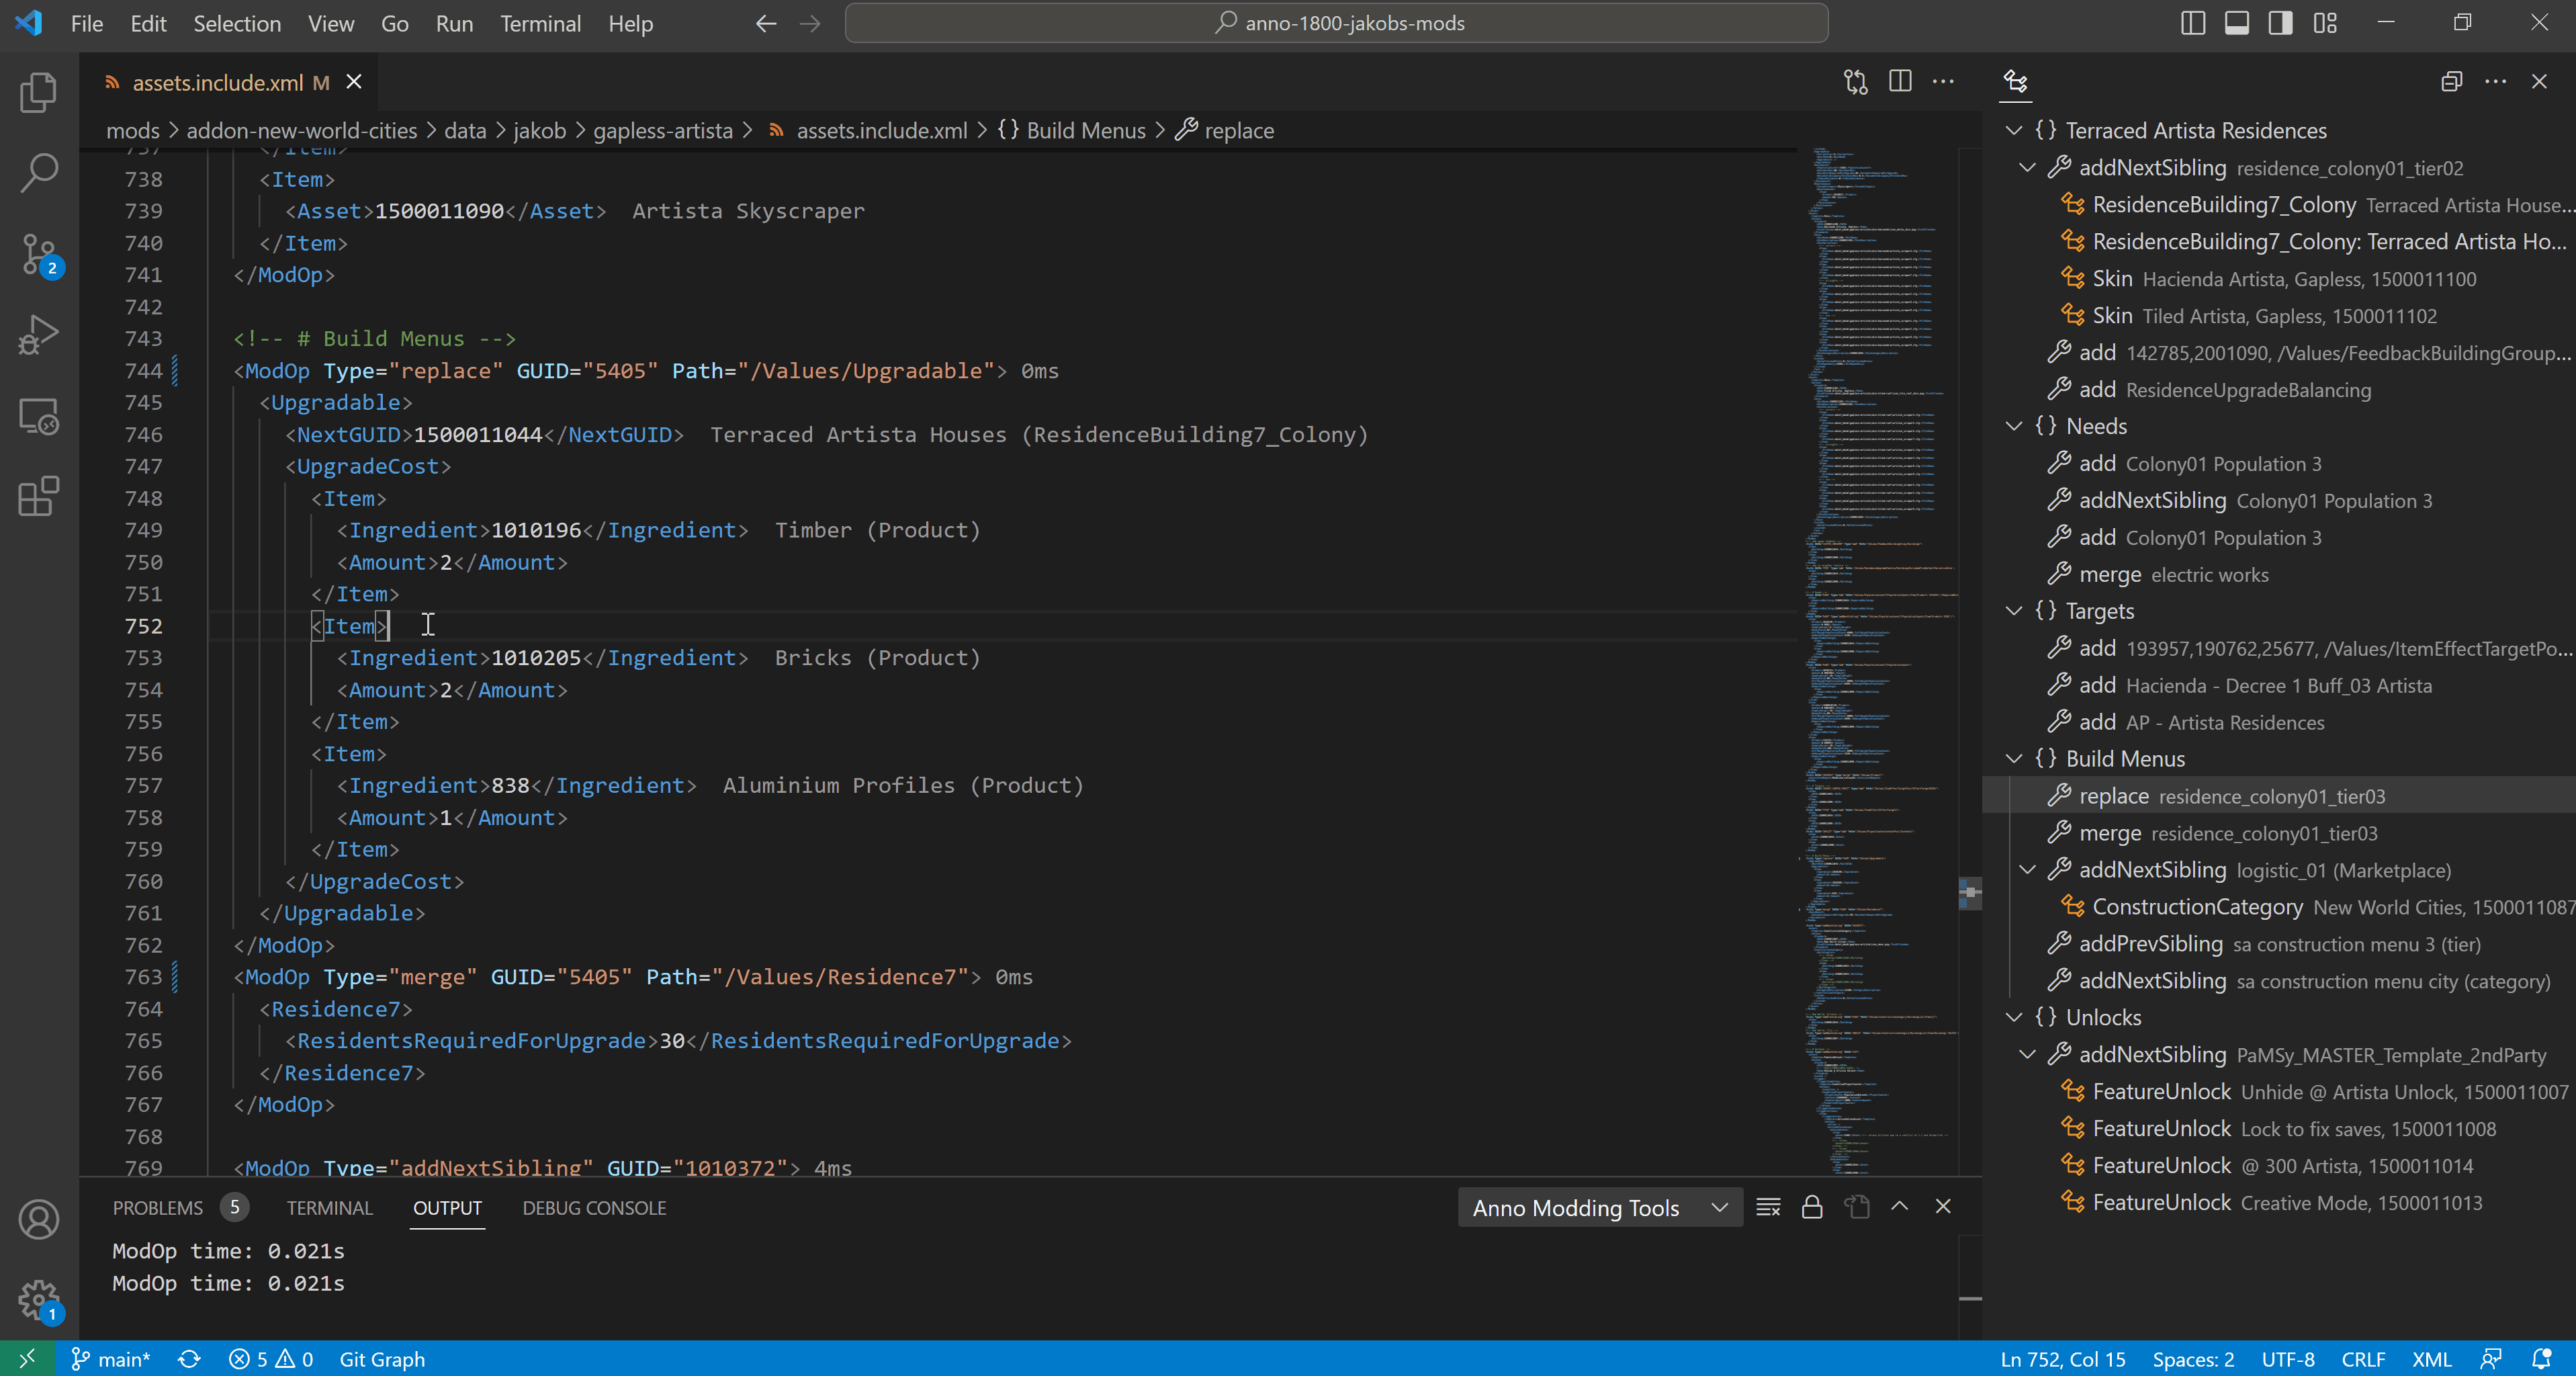 File Edit Selection View Go Run Terminal Help
anno-1800-jakobs-mods
assets.include.xml M
mods > addon-new-world-cities > data > jakob > gapless-artista > assets.include.xml > {} Build Menus > replace
737 </Item>
738 <Item>
739 <Asset>1500011090</Asset> Artista Skyscraper
740 </Item>
741 </ModOp>
742
743 <!-- # Build Menus -->
744 <ModOp Type="replace" GUID="5405" Path="/Values/Upgradable"> 0ms
745 <Upgradable>
746 <NextGUID>1500011044</NextGUID> Terraced Artista Houses (ResidenceBuilding7_Colony)
747 <UpgradeCost>
748 <Item>
749 <Ingredient>1010196</Ingredient> Timber (Product)
750 <Amount>2</Amount>
751 </Item>
752 <Item>
753 <Ingredient>1010205</Ingredient> Bricks (Product)
754 <Amount>2</Amount>
755 </Item>
756 <Item>
757 <Ingredient>838</Ingredient> Aluminium Profiles (Product)
758 <Amount>1</Amount>
759 </Item>
760 </UpgradeCost>
761 </Upgradable>
762 </ModOp>
763 <ModOp Type="merge" GUID="5405" Path="/Values/Residence7"> 0ms
764 <Residence7>
765 <ResidentsRequiredForUpgrade>30</ResidentsRequiredForUpgrade>
766 </Residence7>
767 </ModOp>
768
769 <ModOp Type="addNextSibling" GUID="1010372"> 4ms
{} Terraced Artista Residences
addNextSibling residence_colony01_tier02
ResidenceBuilding7_Colony Terraced Artista House...
ResidenceBuilding7_Colony: Terraced Artista Ho...
Skin Hacienda Artista, Gapless, 1500011100
Skin Tiled Artista, Gapless, 1500011102
add 142785,2001090, /Values/FeedbackBuildingGroup...
add ResidenceUpgradeBalancing
{} Needs
add Colony01 Population 3
addNextSibling Colony01 Population 3
add Colony01 Population 3
merge electric works
{} Targets
add 193957,190762,25677, /Values/ItemEffectTargetPo...
add Hacienda - Decree 1 Buff_03 Artista
add AP - Artista Residences
{} Build Menus
replace residence_colony01_tier03
merge residence_colony01_tier03
addNextSibling logistic_01 (Marketplace)
ConstructionCategory New World Cities, 1500011087
addPrevSibling sa construction menu 3 (tier)
addNextSibling sa construction menu city (category)
{} Unlocks
addNextSibling PaMSy_MASTER_Template_2ndParty
FeatureUnlock Unhide @ Artista Unlock, 1500011007
FeatureUnlock Lock to fix saves, 1500011008
FeatureUnlock @ 300 Artista, 1500011014
FeatureUnlock Creative Mode, 1500011013
2
1
PROBLEMS 5 TERMINAL OUTPUT DEBUG CONSOLE
Anno Modding Tools
ModOp time: 0.021s
ModOp time: 0.021s
main* 5 0 Git Graph
Ln 752, Col 15 Spaces: 2 UTF-8 CRLF XML